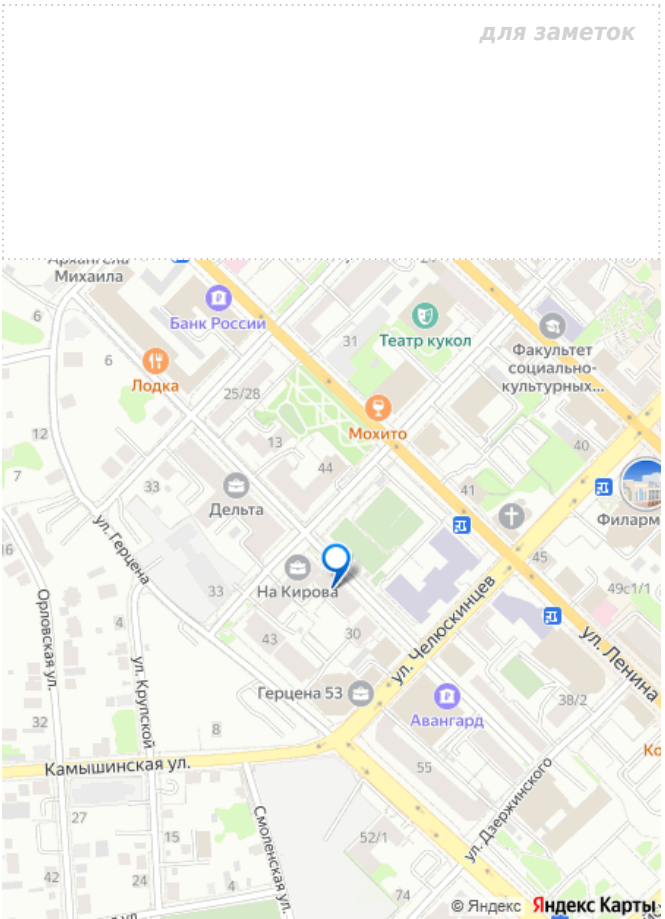 для заметок
Архангела
Михаила
Банк России
31
Театр кукол
Факультет
социально-
культурных...
6
6
Лодка
25/28
Мохито
12
13
40
44
7
33
41
Дельта
Филарм
ул. Герцена
45
На Кирова
33
49с1/1
Орловская ул.
4
43
30
ул. Челюскинцев
ул. Ленина
ул. Крупской
Герцена 53
38/2
32
8
Авангард
Ко
Камышинская ул.
55
ул. Дзержинского
27
15
Смоленская ул.
52/1
42
24
4
74
© Яндекс Яндекс Карты